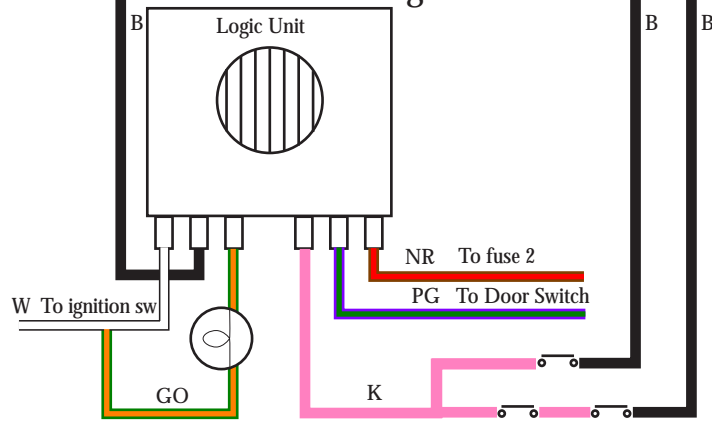 B
Logic Unit
B
B
NR To fuse 2
PG To Door Switch
W To ignition sw
GO
K